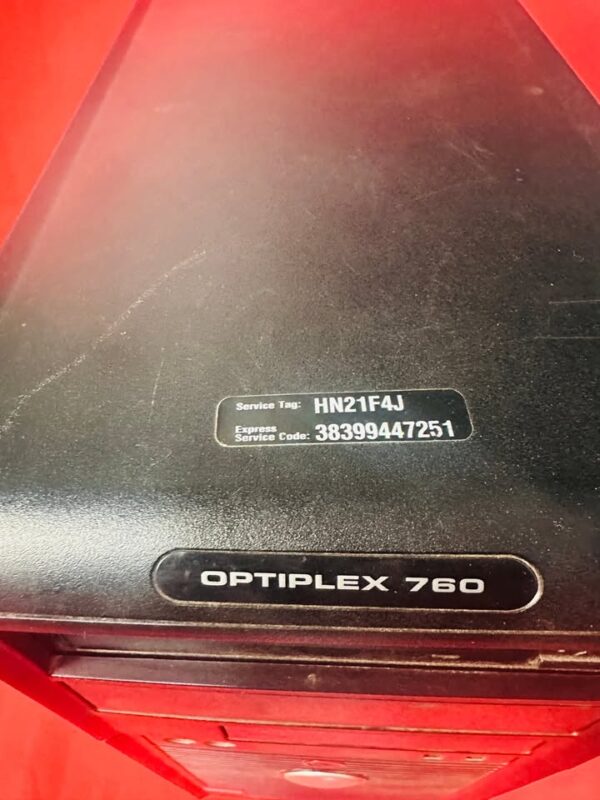 Service Tag: HN21F4J
Express
Service Code: 38399447251
OPTIPLEX 760